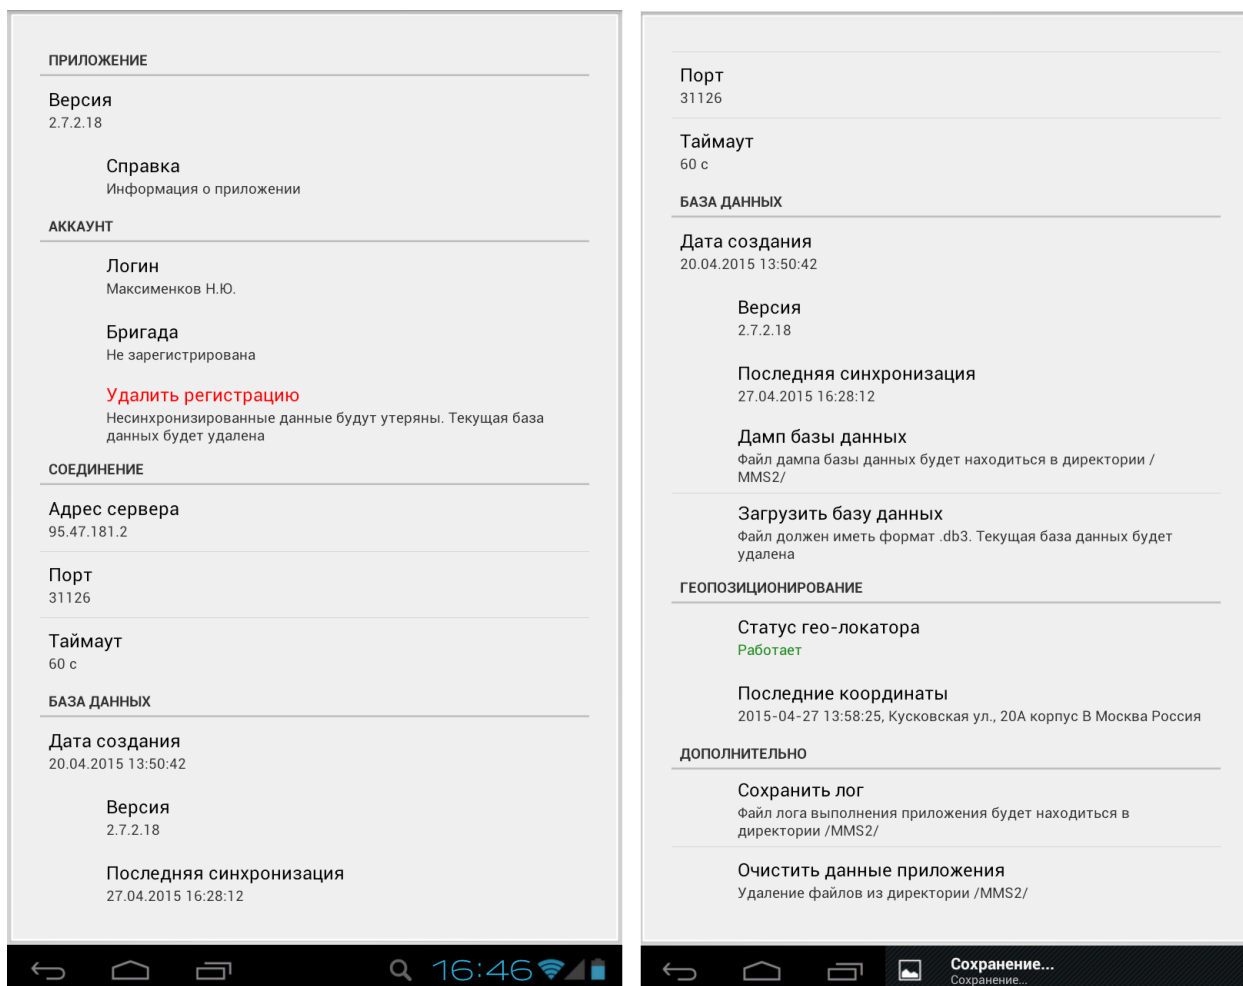 ПРИЛОЖЕНИЕ
Версия
2.7.2.18
Справка
Информация о приложении
АККАУНТ
Логин
Максименков Н.Ю.
Бригада
Не зарегистрирована
Удалить регистрацию
Несинхронизированные данные будут утеряны. Текущая база
данных будет удалена
СОЕДИНЕНИЕ
Адрес сервера
95.47.181.2
Порт
31126
Таймаут
60 с
БАЗА ДАННЫХ
Дата создания
20.04.2015 13:50:42
Версия
2.7.2.18
Последняя синхронизация
27.04.2015 16:28:12
16:46
Порт
31126
Таймаут
60 с
БАЗА ДАННЫХ
Дата создания
20.04.2015 13:50:42
Версия
2.7.2.18
Последняя синхронизация
27.04.2015 16:28:12
Дамп базы данных
Файл дампа базы данных будет находиться в директории /
MMS2/
Загрузить базу данных
Файл должен иметь формат .db3. Текущая база данных будет
удалена
ГЕОПОЗИЦИОНИРОВАНИЕ
Статус гео-локатора
Работает
Последние координаты
2015-04-27 13:58:25, Кусковская ул., 20А корпус В Москва Россия
ДОПОЛНИТЕЛЬНО
Сохранить лог
Файл лога выполнения приложения будет находиться в
директории /MMS2/
Очистить данные приложения
Удаление файлов из директории /MMS2/
Сохранение...
Сохранение...